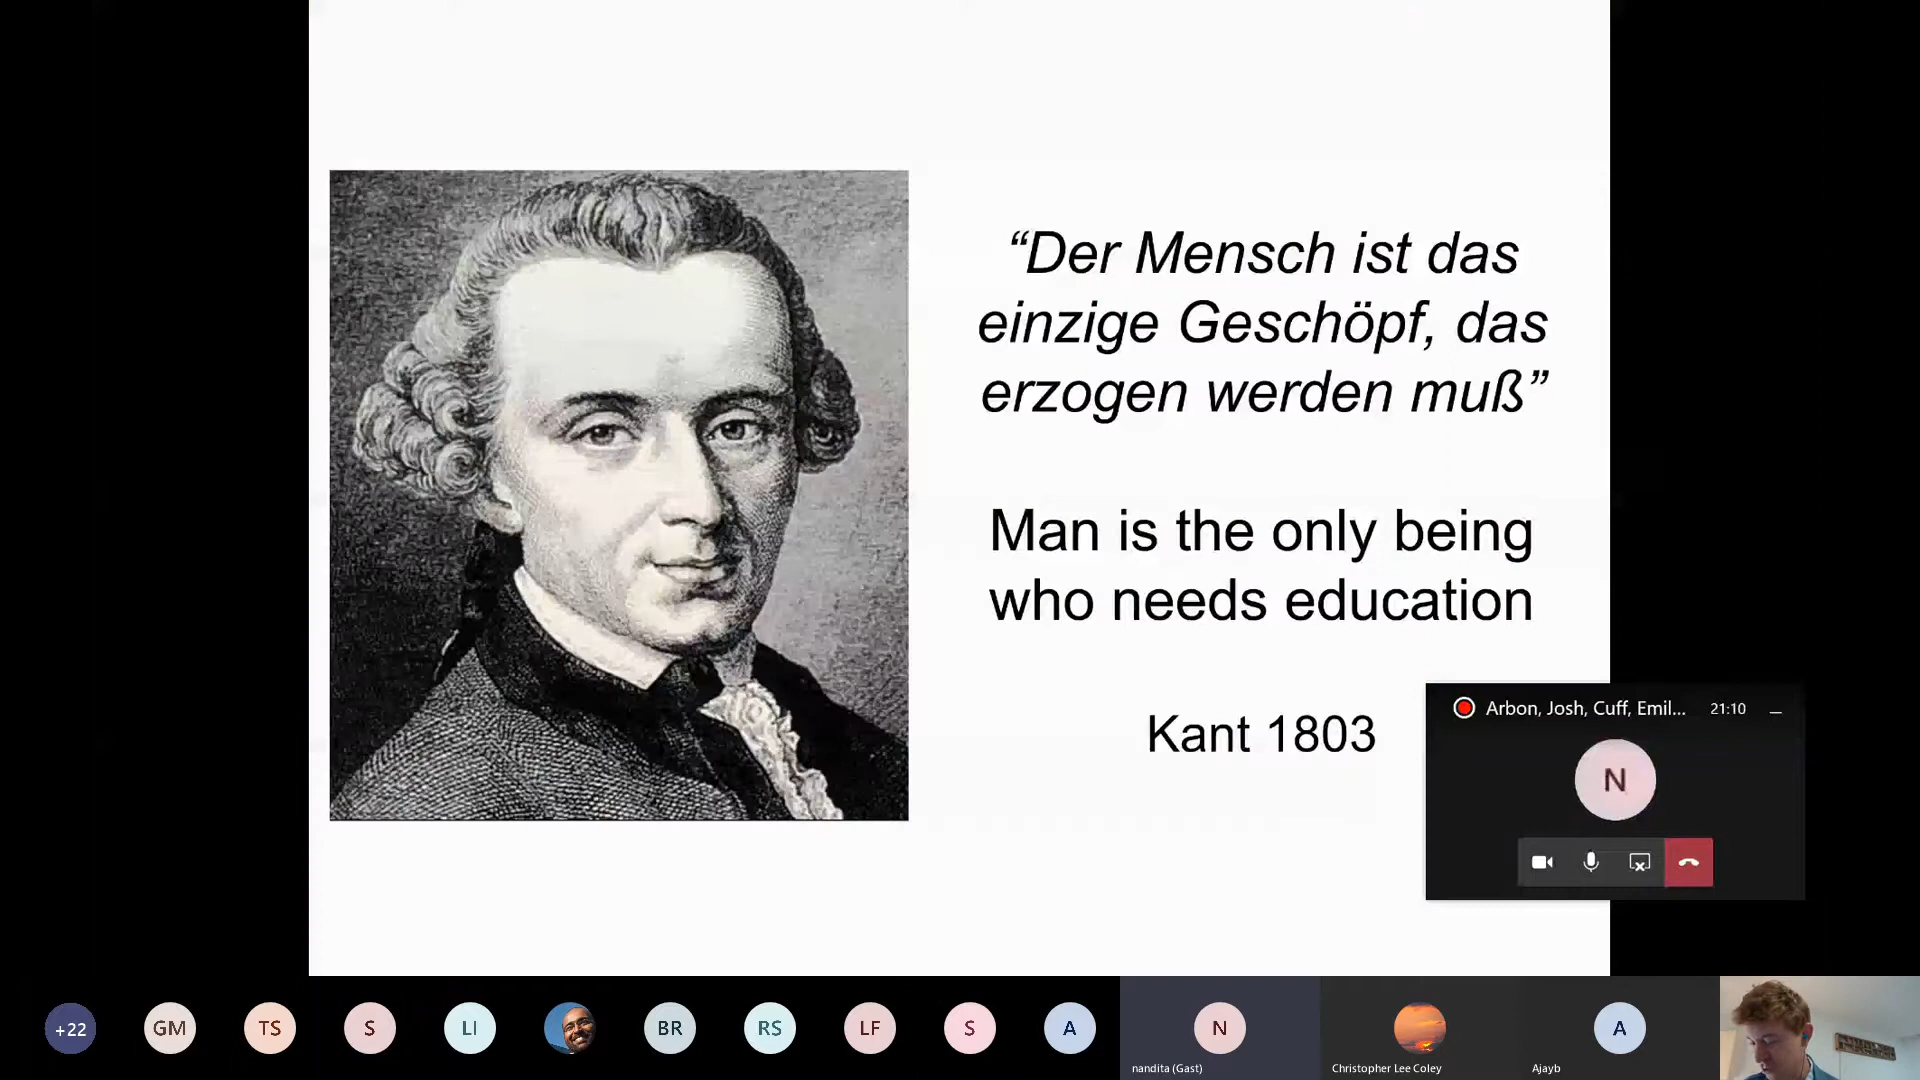 “Der Mensch ist das
einzige Geschöpf, das
erzogen werden muß”
Man is the only being
who needs education
Kant 1803
Arbon, Josh, Cuff, Emil... 21:10
N
+22 GM TS S LI BR RS LF S A N A
nandita (Gast) Christopher Lee Coley Ajayb